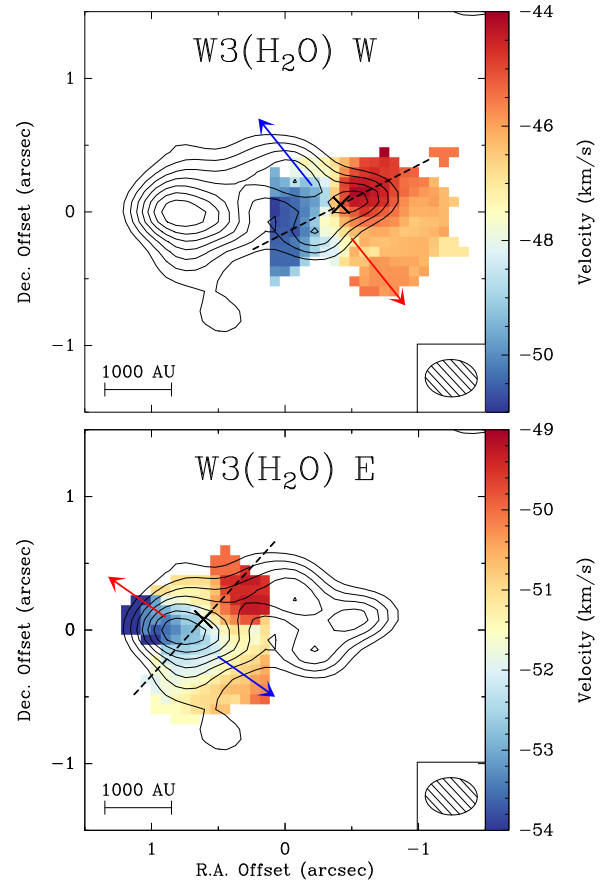 W3(H₂O) W
1
0
−1
Dec. Offset (arcsec)
1000 AU
−44
−46
−48
−50
Velocity (km/s)
W3(H₂O) E
1
0
−1
Dec. Offset (arcsec)
1000 AU
1
0
−1
R.A. Offset (arcsec)
−49
−50
−51
−52
−53
−54
Velocity (km/s)